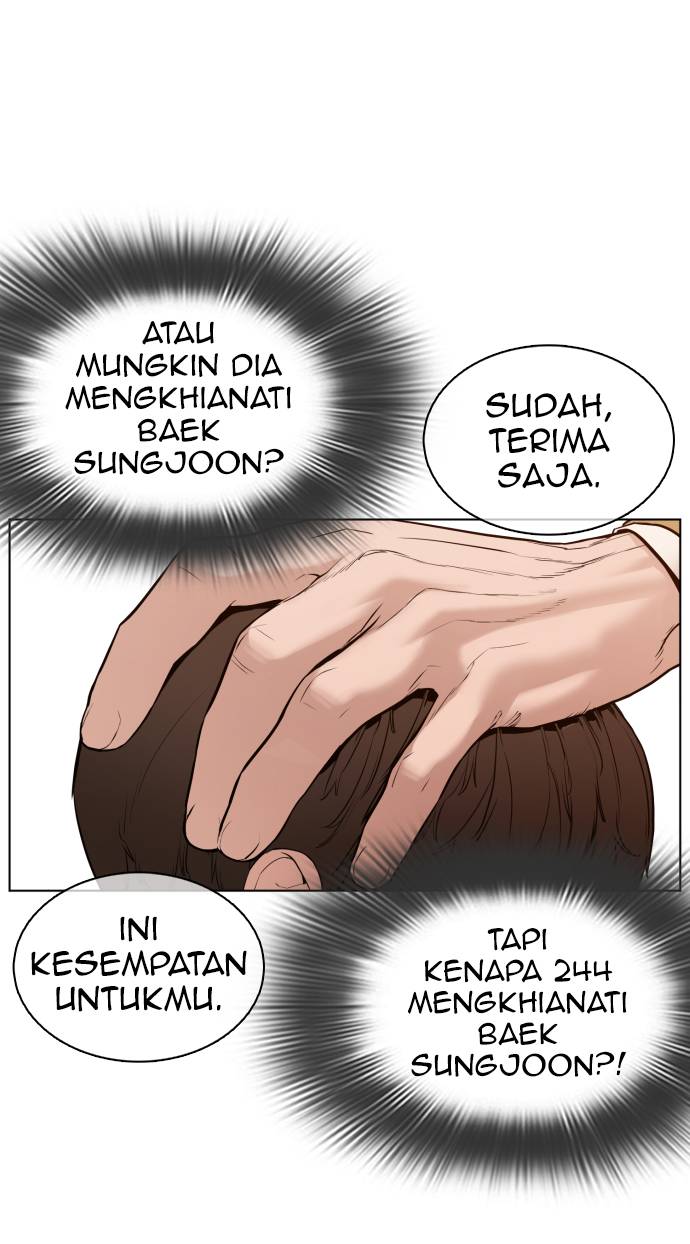 ATAU
MUNGKIN DIA
MENGKHIANATI
BAEK
SUNGJOON?
SUDAH,
TERIMA
SAJA.
INI
KESEMPATAN
UNTUKMU.
TAPI
KENAPA 244
MENGKHIANATI
BAEK
SUNGJOON?!